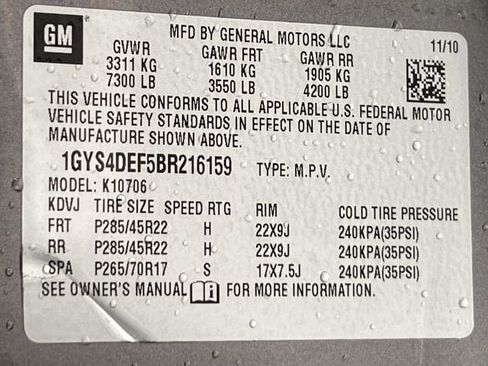 GM
MFD BY GENERAL MOTORS LLC
GVWR GAWR FRT GAWR RR 11/10
3311 KG 1610 KG 1905 KG
7300 LB 3550 LB 4200 LB
THIS VEHICLE CONFORMS TO ALL APPLICABLE U.S. FEDERAL MOTOR
VEHICLE SAFETY STANDARDS IN EFFECT ON THE DATE OF
MANUFACTURE SHOWN ABOVE.
1GYS4DEF5BR216159 TYPE: M.P.V.
MODEL: K10706
KDVJ TIRE SIZE SPEED RTG RIM COLD TIRE PRESSURE
FRT P285/45R22 H 22X9J 240KPA(35PSI)
RR P285/45R22 H 22X9J 240KPA(35PSI)
SPA P265/70R17 S 17X7.5J 240KPA(35PSI)
SEE OWNER'S MANUAL FOR MORE INFORMATION.